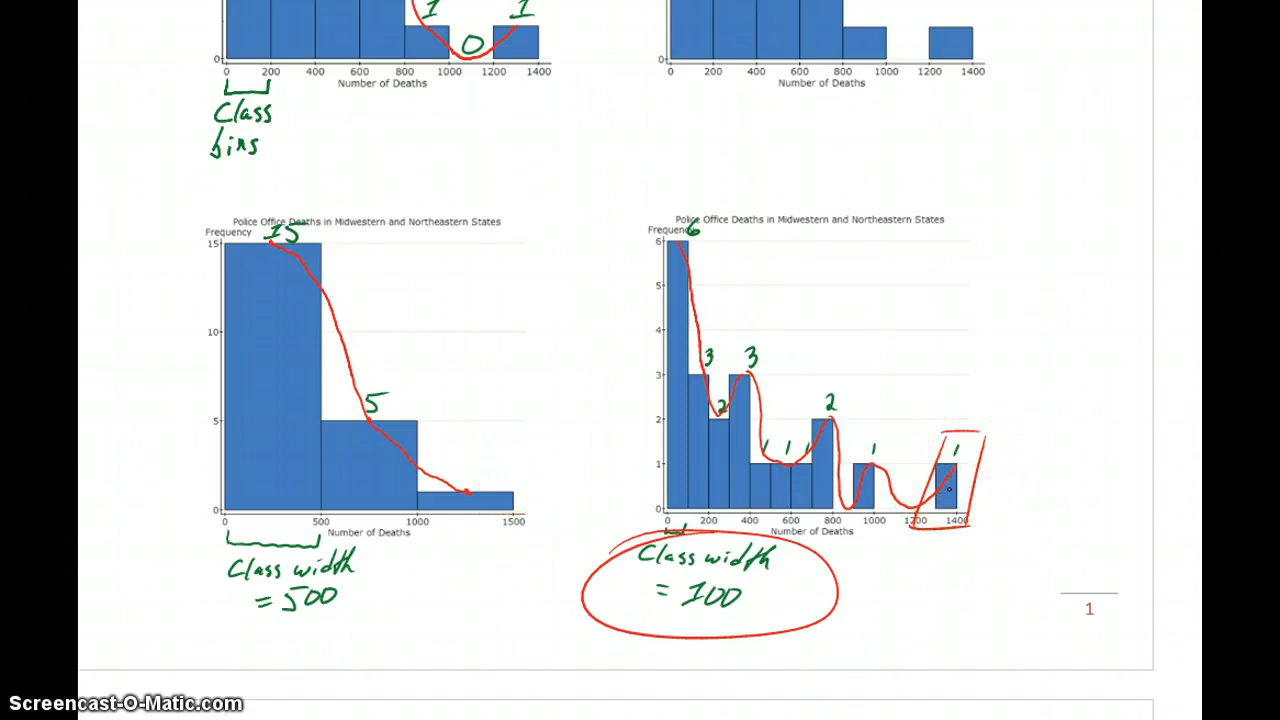 1 1
0
0 0
0 200 400 600 800 1000 1200 1400
0 200 400 600 800 1000 1200 1400
Number of Deaths
Number of Deaths
Class
bins
Police Office Deaths in Midwestern and Northeastern States
Frequency
15
15
10
5
5
0
0 500 1000 1500
Number of Deaths
Class width
= 500
Police Office Deaths in Midwestern and Northeastern States
Frequency
6
6
5
4
3
2
1
0
3 2 3 1 1 1 2 1 1
200 400 600 800 1000 1200 1400
Number of Deaths
Class width
= 100
1
Screencast-O-Matic.com